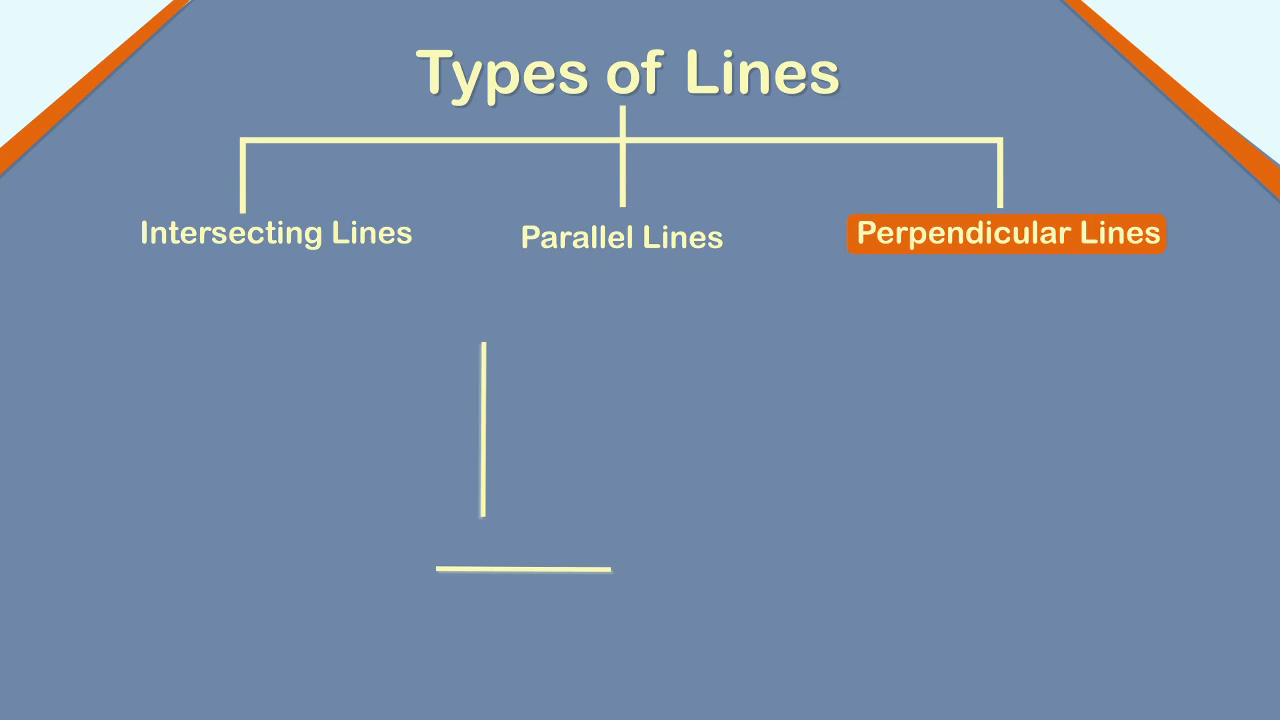 Types of Lines
Intersecting Lines
Parallel Lines
Perpendicular Lines